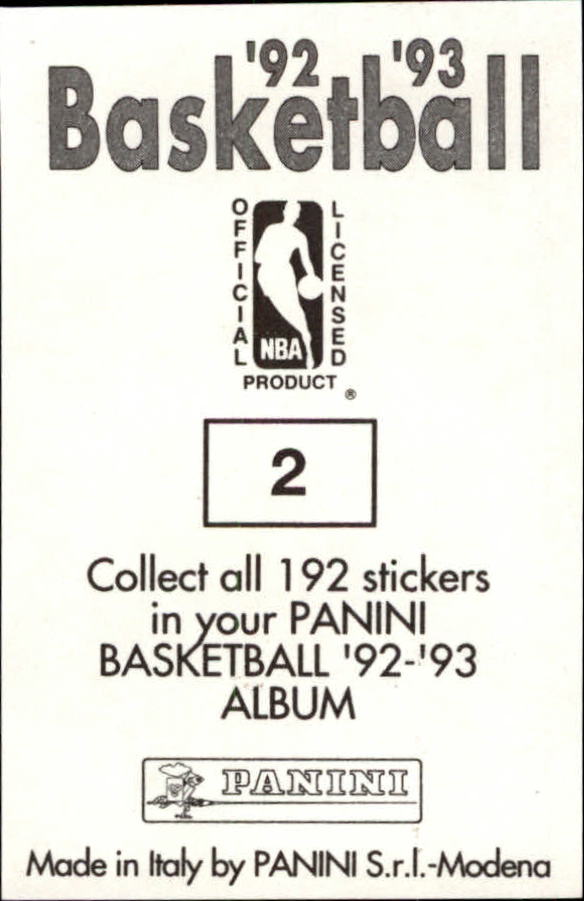 '92 '93
Basketball
OFFICIAL
LICENSED
NBA
PRODUCT
®
2
Collect all 192 stickers
in your PANINI
BASKETBALL '92-'93
ALBUM
PANINI
Made in Italy by PANINI S.r.l.-Modena